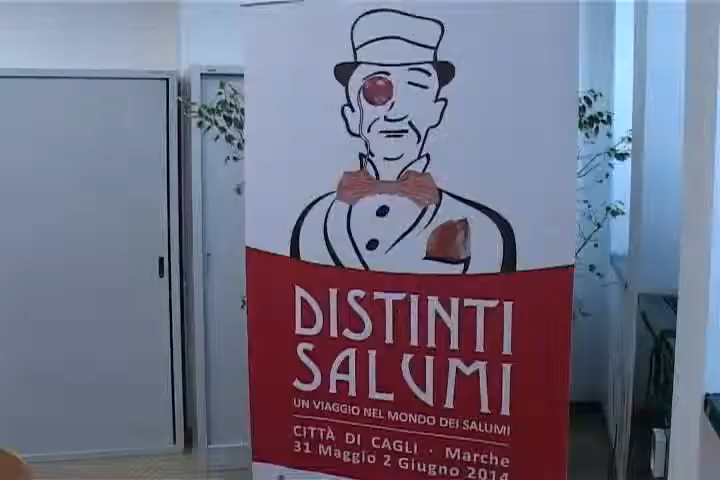 DISTINTI
SALUMI
UN VIAGGIO NEL MONDO DEI SALUMI
CITTÀ DI CAGLI · Marche
31 Maggio 2 Giugno 2014